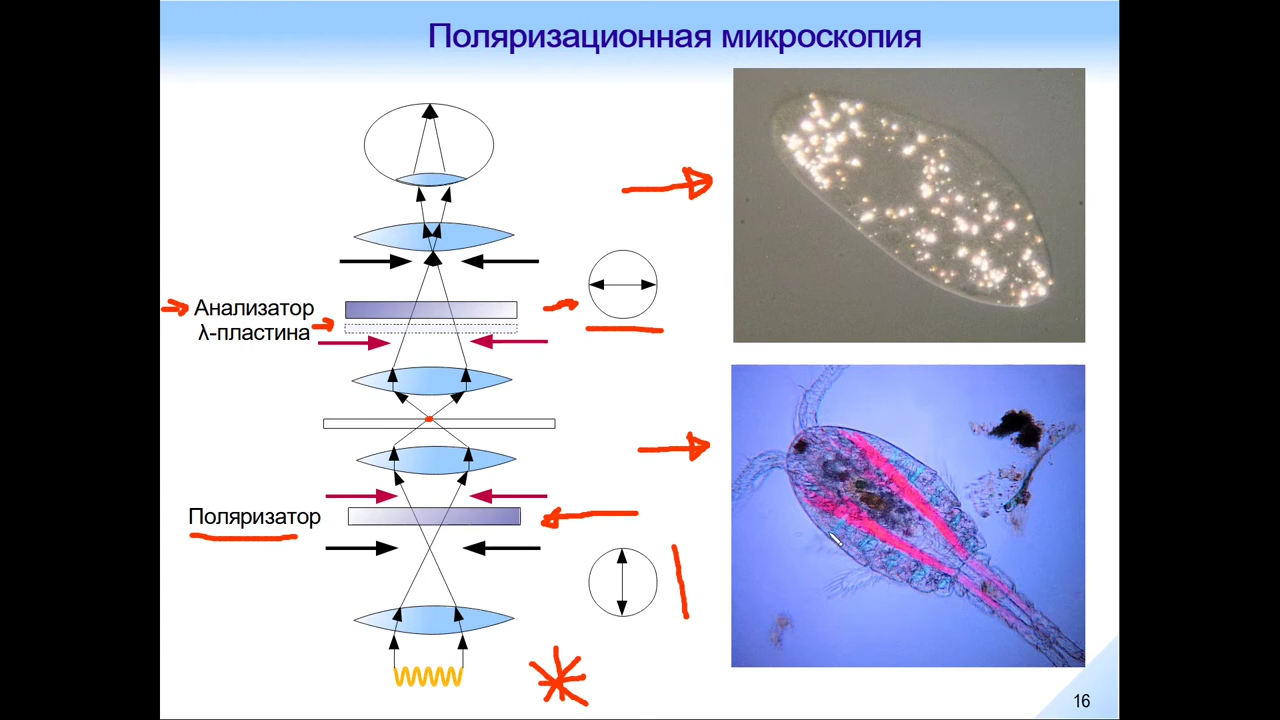 Поляризационная микроскопия
Анализатор
λ-пластина
Поляризатор
16